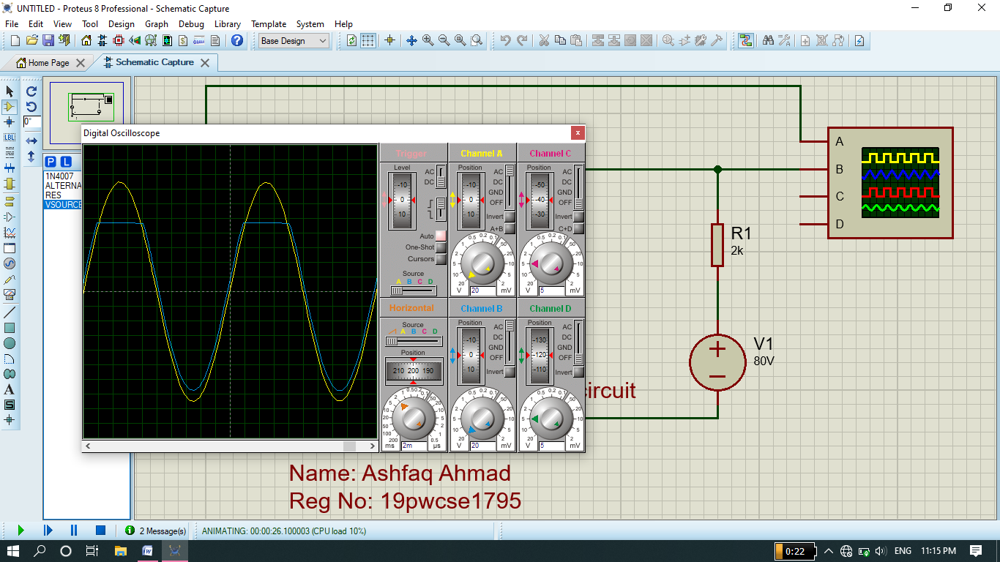 UNTITLED - Proteus 8 Professional - Schematic Capture
File Edit View Tool Design Graph Debug Library Template System Help
Base Design
Home Page
Schematic Capture
0°
LBL
P L
1N4007
ALTERNA
RES
VSOURCE
Digital Oscilloscope
Trigger
Level
-10
0
10
AC
DC
Auto
One-Shot
Cursors
Source
A B C D
Channel A
Position
-10
0
10
AC
DC
GND
OFF
Invert
A+B
V 20 mV
Channel C
Position
-50
-40
-30
AC
DC
GND
OFF
Invert
C+D
V 5 mV
Horizontal
Source
A B C D
Position
210 200 190
ms 2m µs
Channel B
Position
-10
0
10
AC
DC
GND
OFF
Invert
V 20 mV
Channel D
Position
-130
-120
-110
AC
DC
GND
OFF
Invert
V 5 mV
A
B
C
D
R1
2k
V1
80V
circuit
Name: Ashfaq Ahmad
Reg No: 19pwcse1795
2 Message(s)
ANIMATING: 00:00:26.100003 (CPU load 10%)
0:22
ENG
11:15 PM